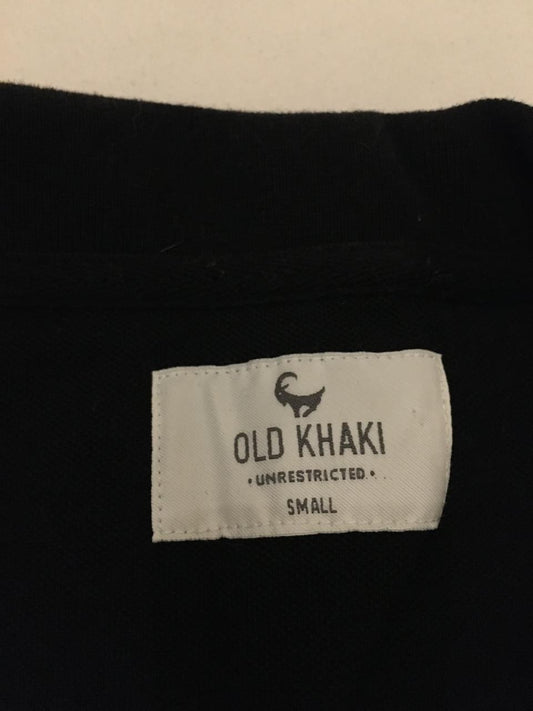 OLD KHAKI
• UNRESTRICTED •
SMALL